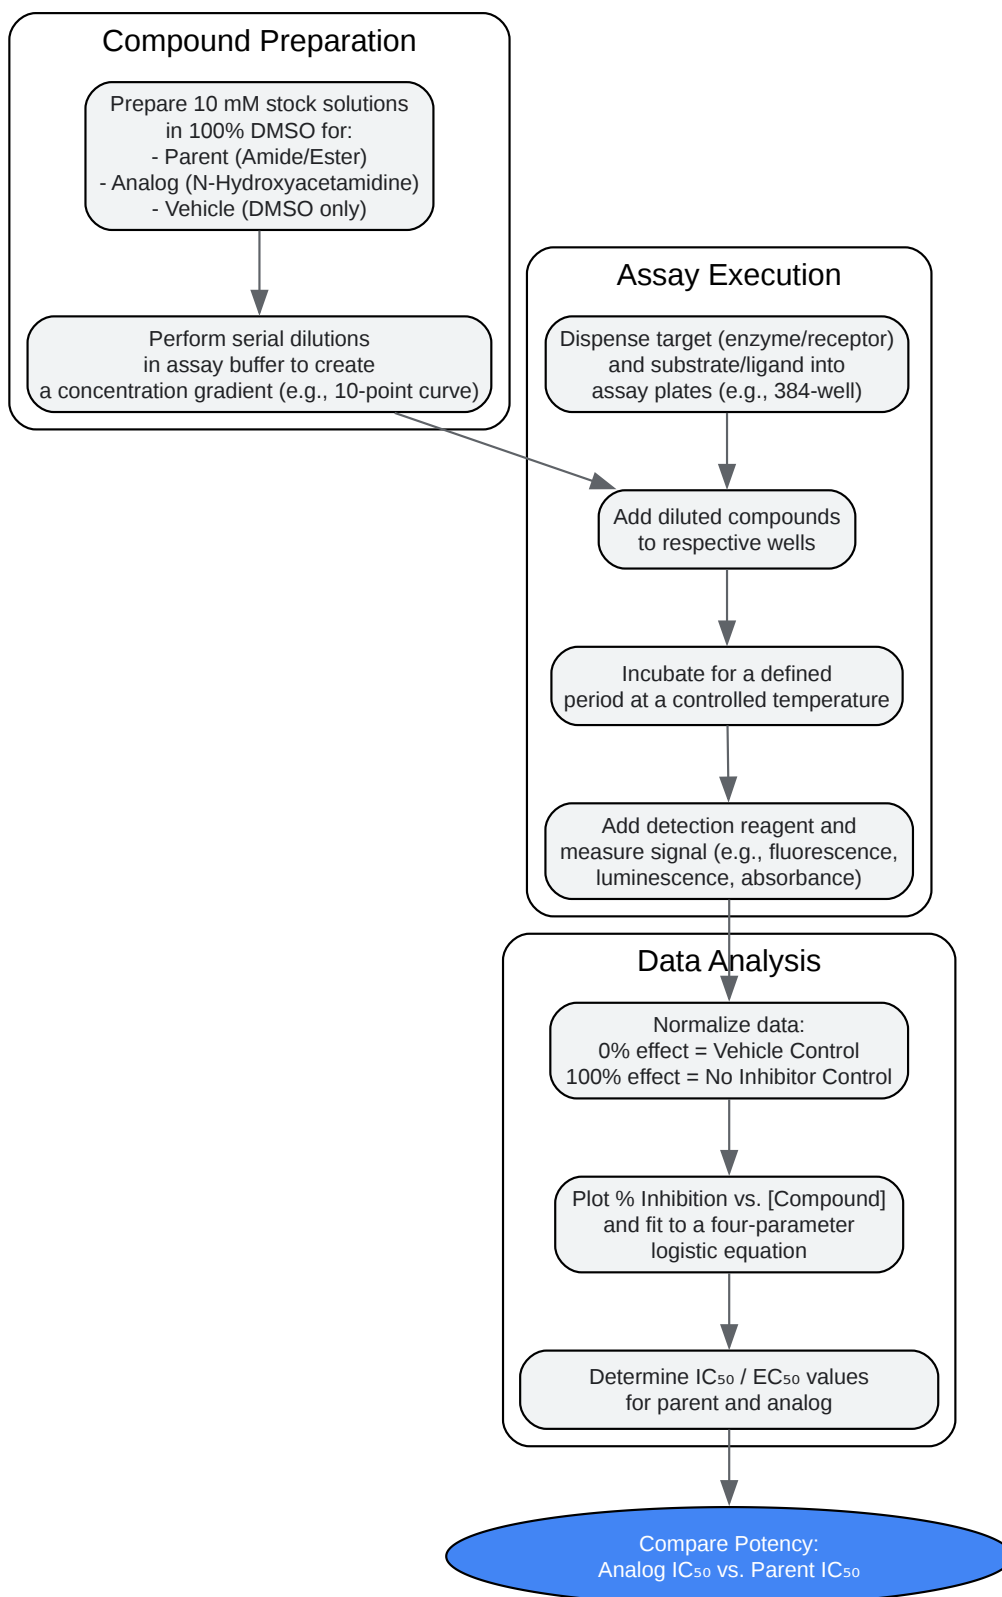 Compound Preparation
Prepare 10 mM stock solutions
in 100% DMSO for:
- Parent (Amide/Ester)
- Analog (N-Hydroxyacetamidine)
- Vehicle (DMSO only)
Perform serial dilutions
in assay buffer to create
a concentration gradient (e.g., 10-point curve)
Assay Execution
Dispense target (enzyme/receptor)
and substrate/ligand into
assay plates (e.g., 384-well)
Add diluted compounds
to respective wells
Incubate for a defined
period at a controlled temperature
Add detection reagent and
measure signal (e.g., fluorescence,
luminescence, absorbance)
Data Analysis
Normalize data:
0% effect = Vehicle Control
100% effect = No Inhibitor Control
Plot % Inhibition vs. [Compound]
and fit to a four-parameter
logistic equation
Determine IC₅₀ / EC₅₀ values
for parent and analog
Compare Potency:
Analog IC₅₀ vs. Parent IC₅₀